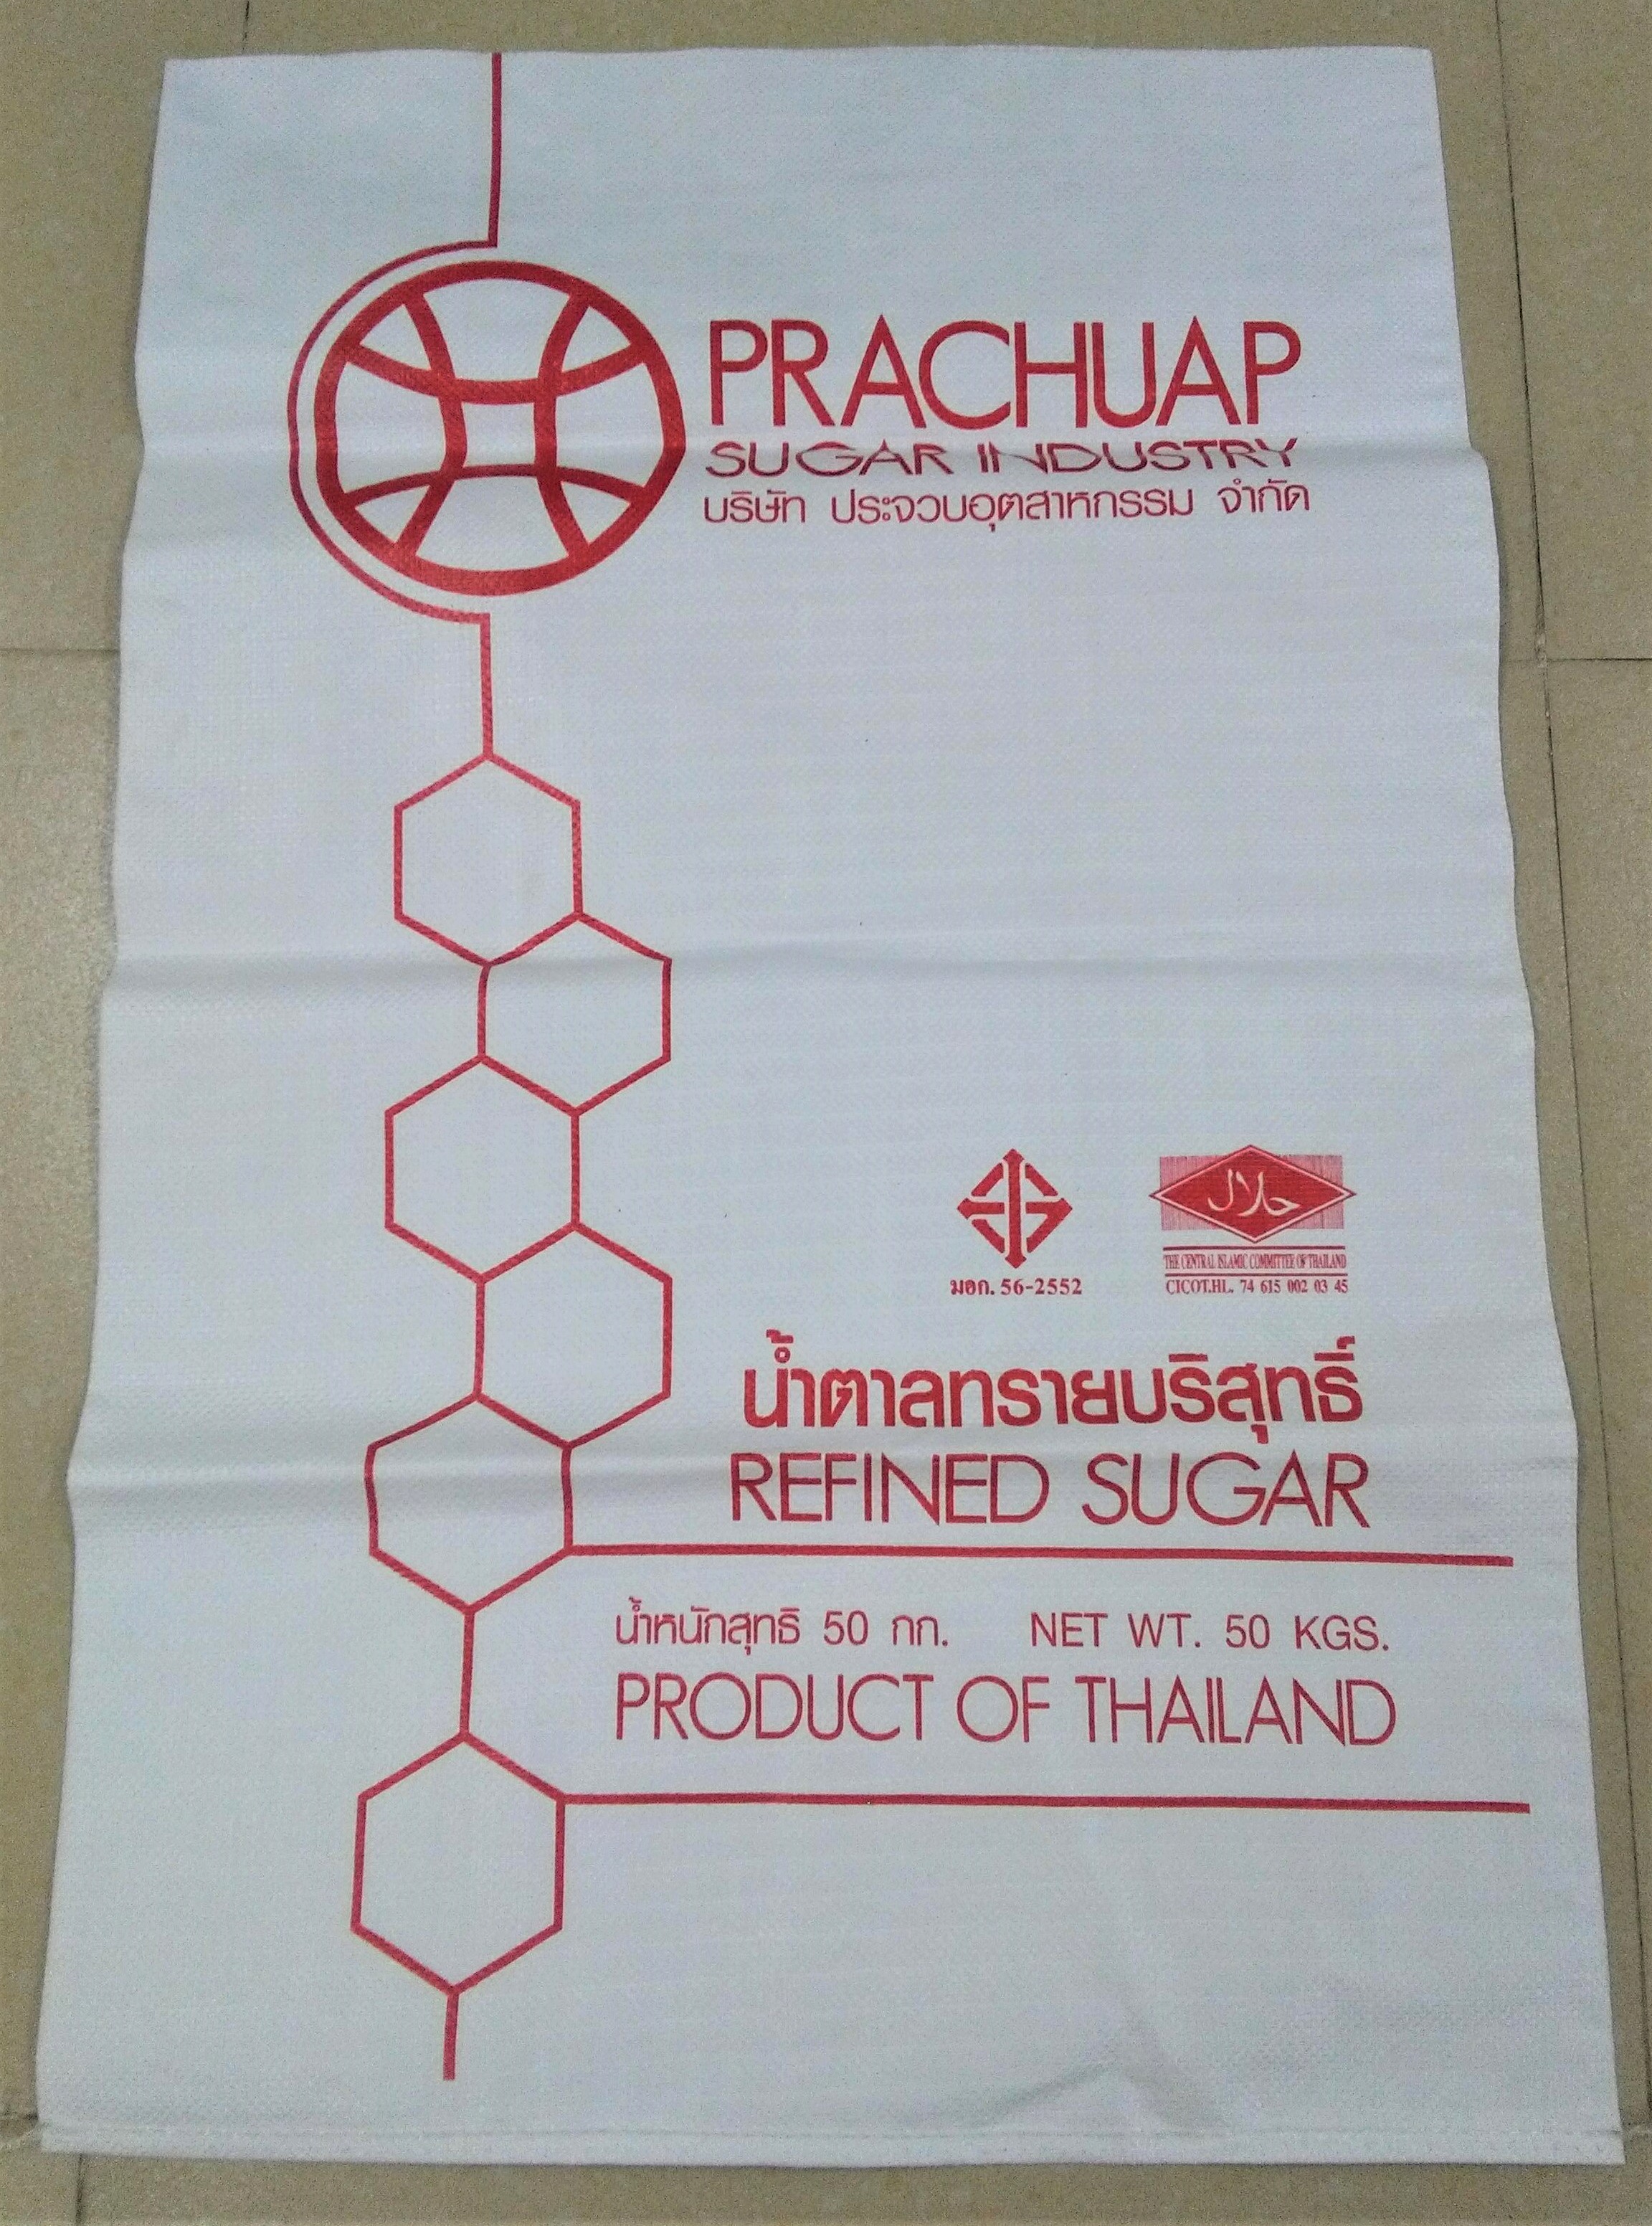 PRACHUAP
SUGAR INDUSTRY
บริษัท ประจวบอุตสาหกรรม จำกัด
حلال
THE CENTRAL ISLAMIC COMMITTEE OF THAILAND
มอก. 56-2552
CICOT.HL. 74 615 002 03 45
น้ำตาลทรายบริสุทธิ์
REFINED SUGAR
น้ำหนักสุทธิ 50 กก. NET WT. 50 KGS.
PRODUCT OF THAILAND